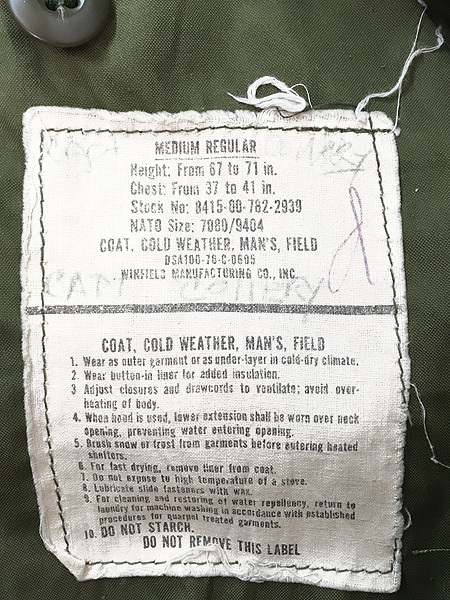 MEDIUM REGULAR
Height: From 67 to 71 in.
Chest: From 37 to 41 in.
Stock No: 8415-00-782-2939
NATO Size: 7080/9404
COAT, COLD WEATHER, MAN'S, FIELD
DSA100-76-C-0605
WINFIELD MANUFACTURING CO., INC.
COAT, COLD WEATHER, MAN'S, FIELD
1. Wear as outer garment or as under-layer in cold-dry climate.
2. Wear button-in liner for added insulation.
3 Adjust closures and drawcords to ventilate; avoid over-
heating of body.
4. When hood is used, lower extension shall be worn over neck
opening, preventing water entering opening.
5. Brush snow or frost from garments before entering heated
shelters.
6. For fast drying, remove liner from coat.
7. Do not expose to high temperature of a stove.
8. Lubricate slide fasteners with wax.
9. For cleaning and restoring of water repellency, return to
laundry for machine washing in accordance with established
procedures for quarpel treated garments.
10. DO NOT STARCH.
DO NOT REMOVE THIS LABEL